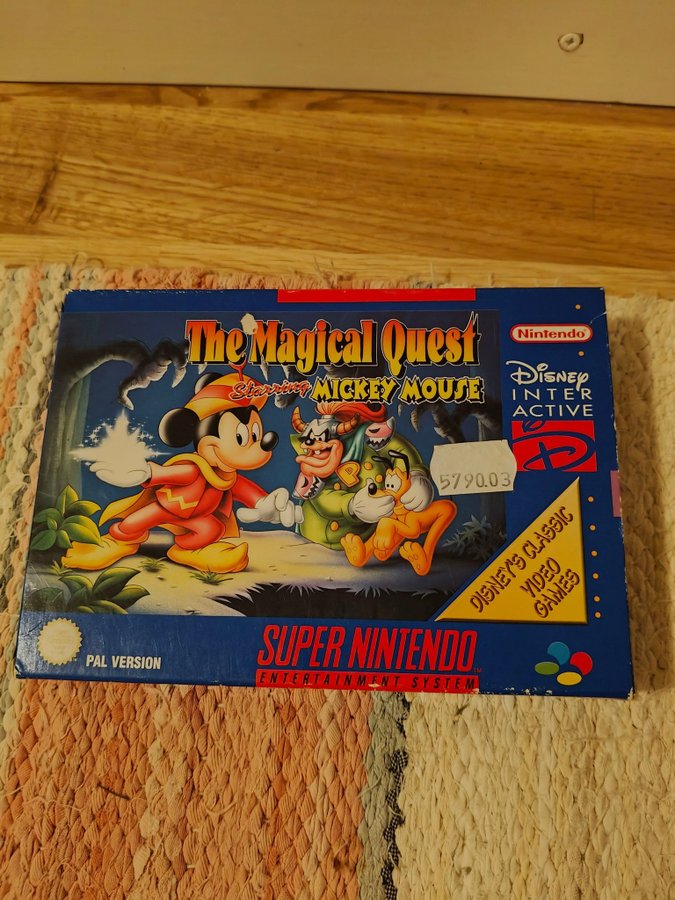 The Magical Quest
Starring MICKEY MOUSE
Nintendo
DISNEY
INTER
ACTIVE
D
P
5790.03
DISNEY'S CLASSIC
VIDEO
GAMES
PAL VERSION
SUPER NINTENDO
ENTERTAINMENT SYSTEM